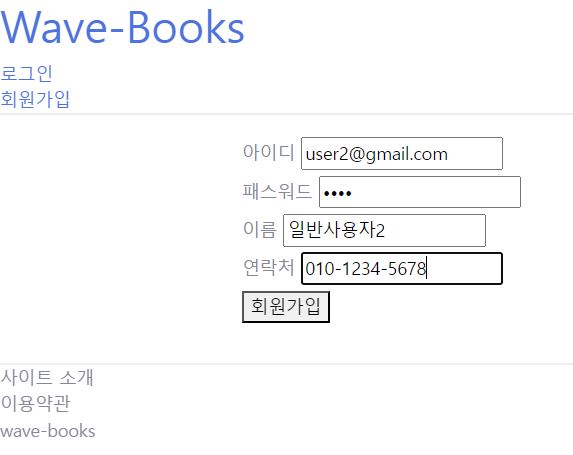 Wave-Books
로그인
회원가입
아이디 user2@gmail.com
패스워드 ••••
이름 일반사용자2
연락처 010-1234-5678
회원가입
사이트 소개
이용약관
wave-books